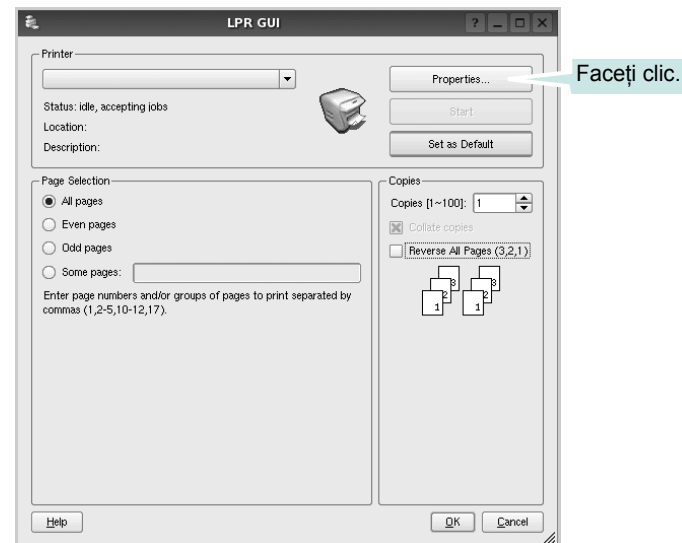 LPR GUI
Printer
Properties...
Faceți clic.
Status: idle, accepting jobs
Start
Location:
Description:
Set as Default
Page Selection
Copies
All pages
Copies [1~100]: 1
Even pages
Collate copies
Odd pages
Reverse All Pages (3,2,1)
Some pages:
Enter page numbers and/or groups of pages to print separated by
commas (1,2-5,10-12,17).
3 3
2 2
1 1
Help
OK
Cancel